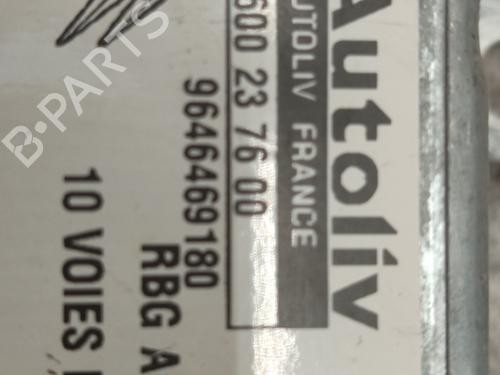 Autoliv
AUTOLIV FRANCE
600 23 76 00
9646469180
RBG A
10 VOIES
B-PARTS